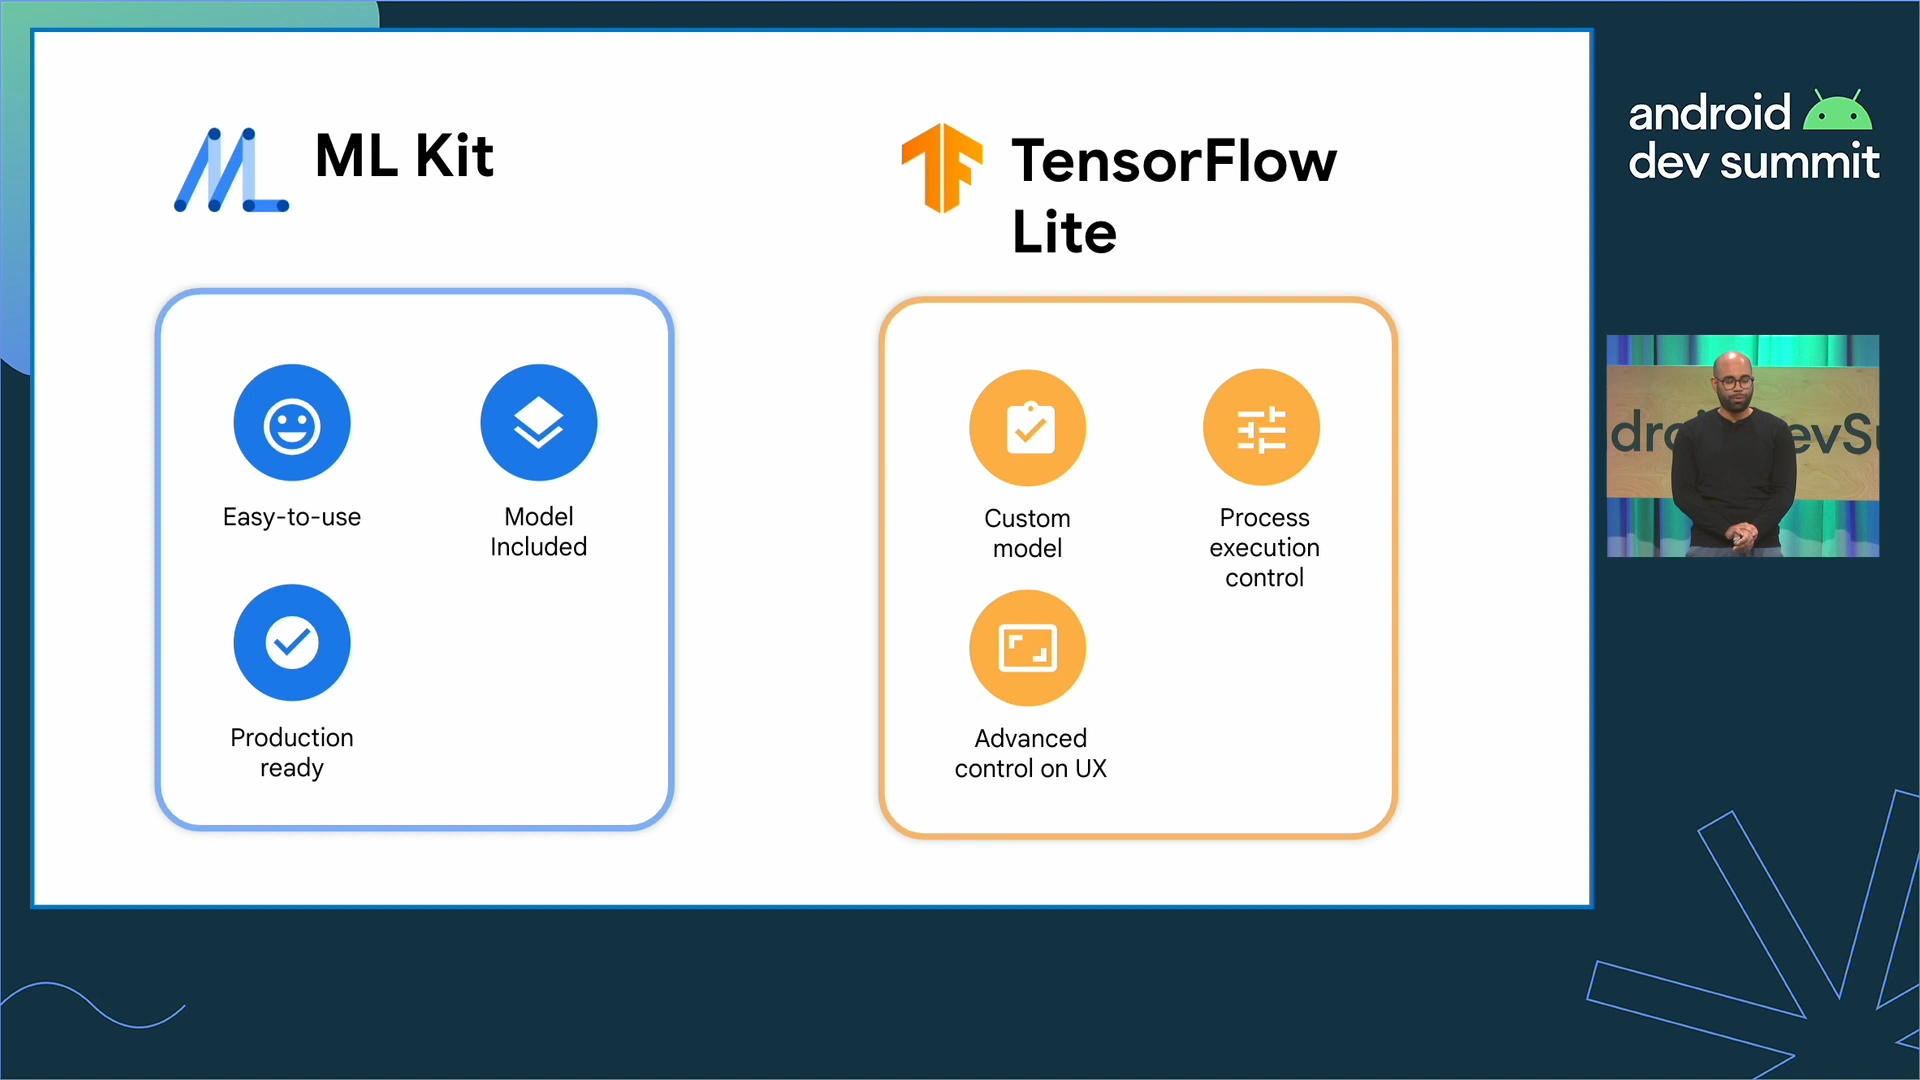 ML Kit
TensorFlow
Lite
Easy-to-use
Model
Included
Production
ready
Custom
model
Process
execution
control
Advanced
control on UX
android
dev summit